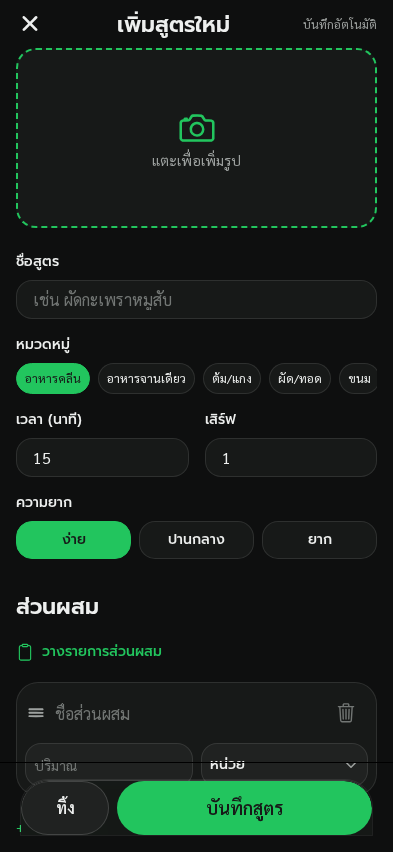 เพิ่มสูตรใหม่
บันทึกอัตโนมัติ
แตะเพื่อเพิ่มรูป
ชื่อสูตร
เช่น ผัดกะเพราหมูสับ
หมวดหมู่
อาหารคลีน อาหารจานเดียว ต้ม/แกง ผัด/ทอด ขนม
เวลา (นาที) เสิร์ฟ
15 1
ความยาก
ง่าย ปานกลาง ยาก
ส่วนผสม
วางรายการส่วนผสม
ชื่อส่วนผสม
ปริมาณ หน่วย
+
ทิ้ง บันทึกสูตร